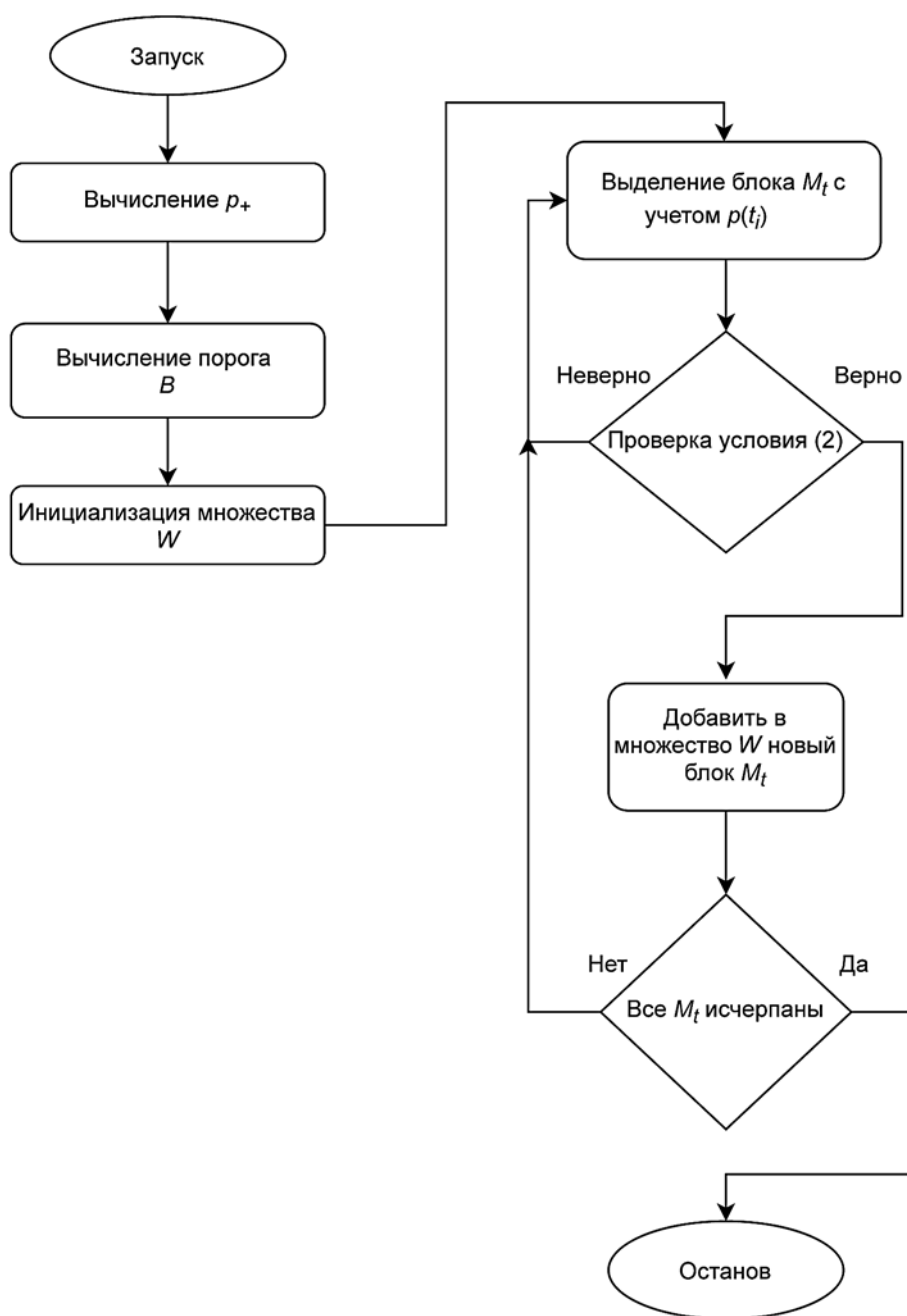 Запуск
Вычисление p₊
Вычисление порога
B
Инициализация множества
W
Выделение блока Mₜ с
учетом p(tᵢ)
Неверно
Верно
Проверка условия (2)
Добавить в
множество W новый
блок Mₜ
Нет
Да
Все Mₜ исчерпаны
Останов